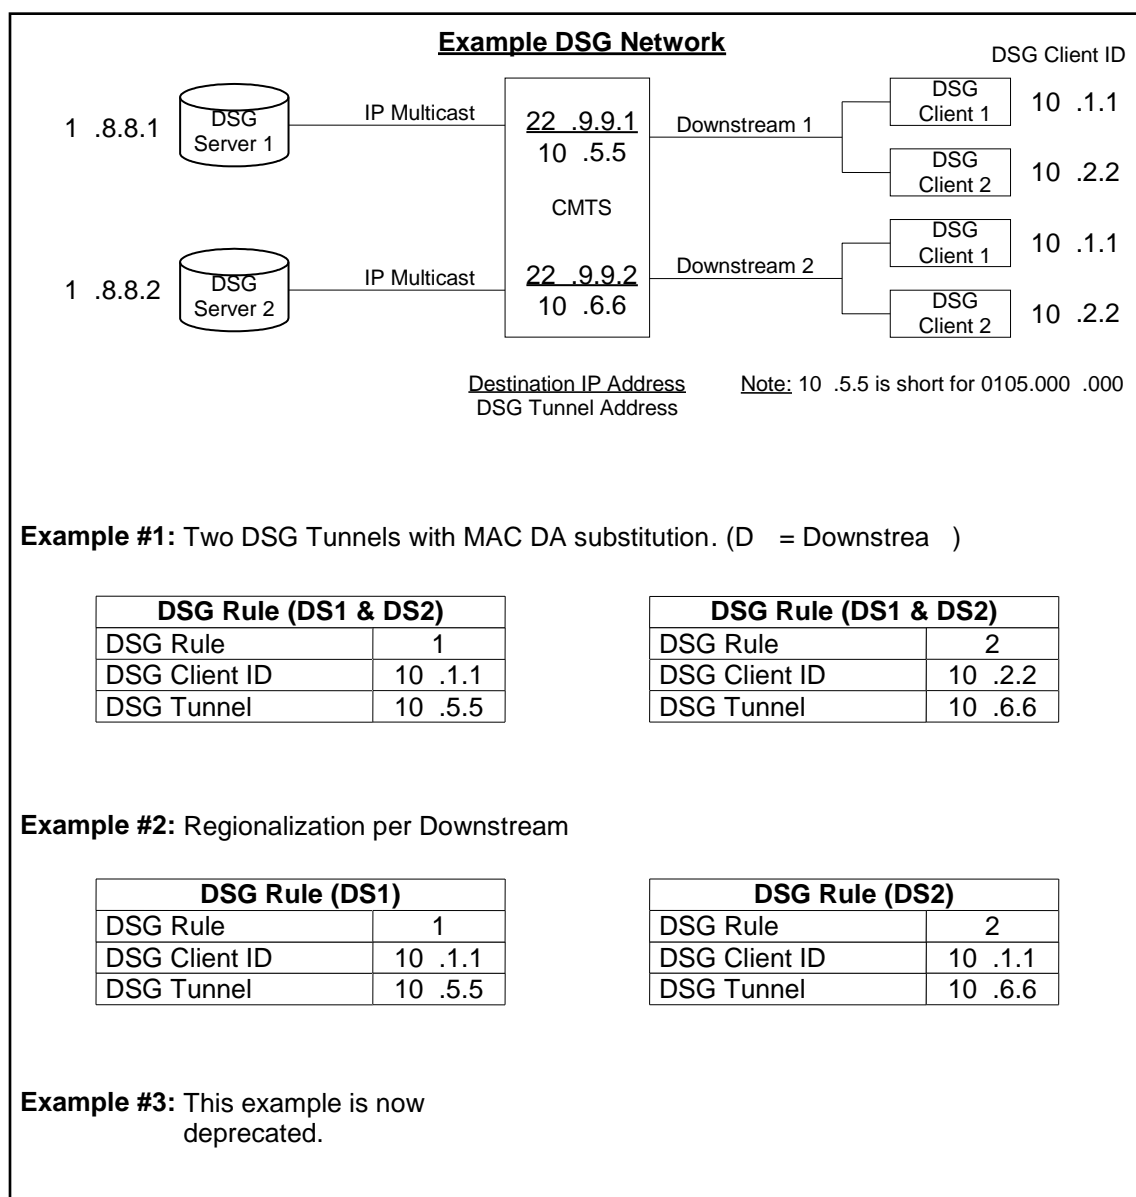 Example DSG Network
DSG Client ID
1 .8.8.1
DSG
Server 1
IP Multicast
22 .9.9.1
10 .5.5
CMTS
Downstream 1
DSG
Client 1
10 .1.1
DSG
Client 2
10 .2.2
1 .8.8.2
DSG
Server 2
IP Multicast
22 .9.9.2
10 .6.6
Downstream 2
DSG
Client 1
10 .1.1
DSG
Client 2
10 .2.2
Destination IP Address
DSG Tunnel Address
Note: 10 .5.5 is short for 0105.000 .000
Example #1: Two DSG Tunnels with MAC DA substitution. (D = Downstrea )
DSG Rule (DS1 & DS2)
DSG Rule 1
DSG Client ID 10 .1.1
DSG Tunnel 10 .5.5
DSG Rule (DS1 & DS2)
DSG Rule 2
DSG Client ID 10 .2.2
DSG Tunnel 10 .6.6
Example #2: Regionalization per Downstream
DSG Rule (DS1)
DSG Rule 1
DSG Client ID 10 .1.1
DSG Tunnel 10 .5.5
DSG Rule (DS2)
DSG Rule 2
DSG Client ID 10 .1.1
DSG Tunnel 10 .6.6
Example #3: This example is now
deprecated.